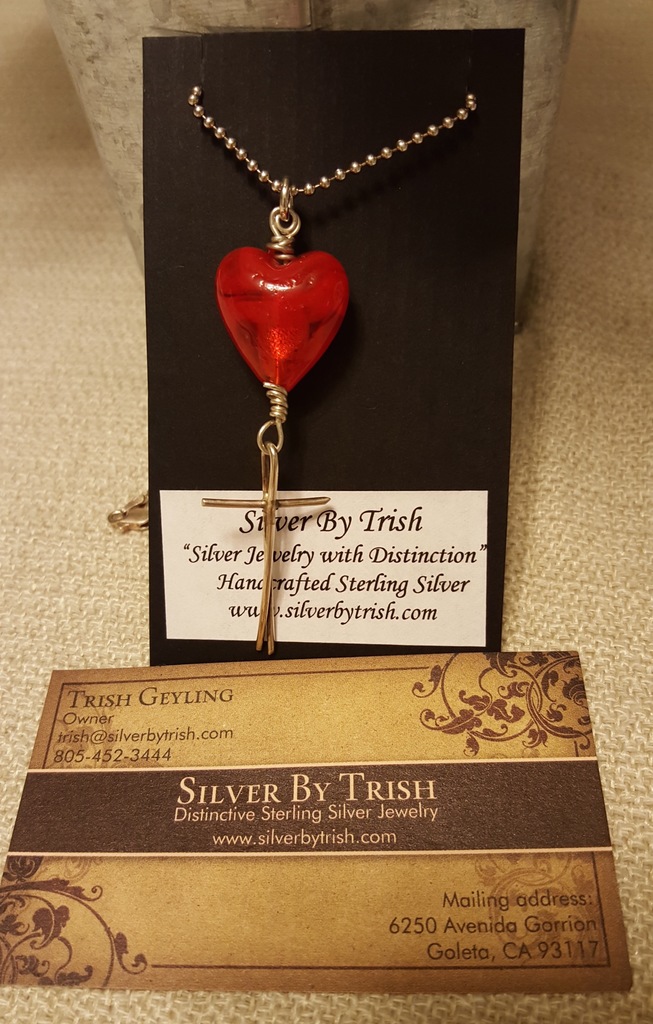 Silver By Trish
"Silver Jewelry with Distinction"
Handcrafted Sterling Silver
www.silverbytrish.com
TRISH GEYLING
Owner
trish@silverbytrish.com
805-452-3444
SILVER BY TRISH
Distinctive Sterling Silver Jewelry
www.silverbytrish.com
Mailing address:
6250 Avenida Gorrion
Goleta, CA 93117